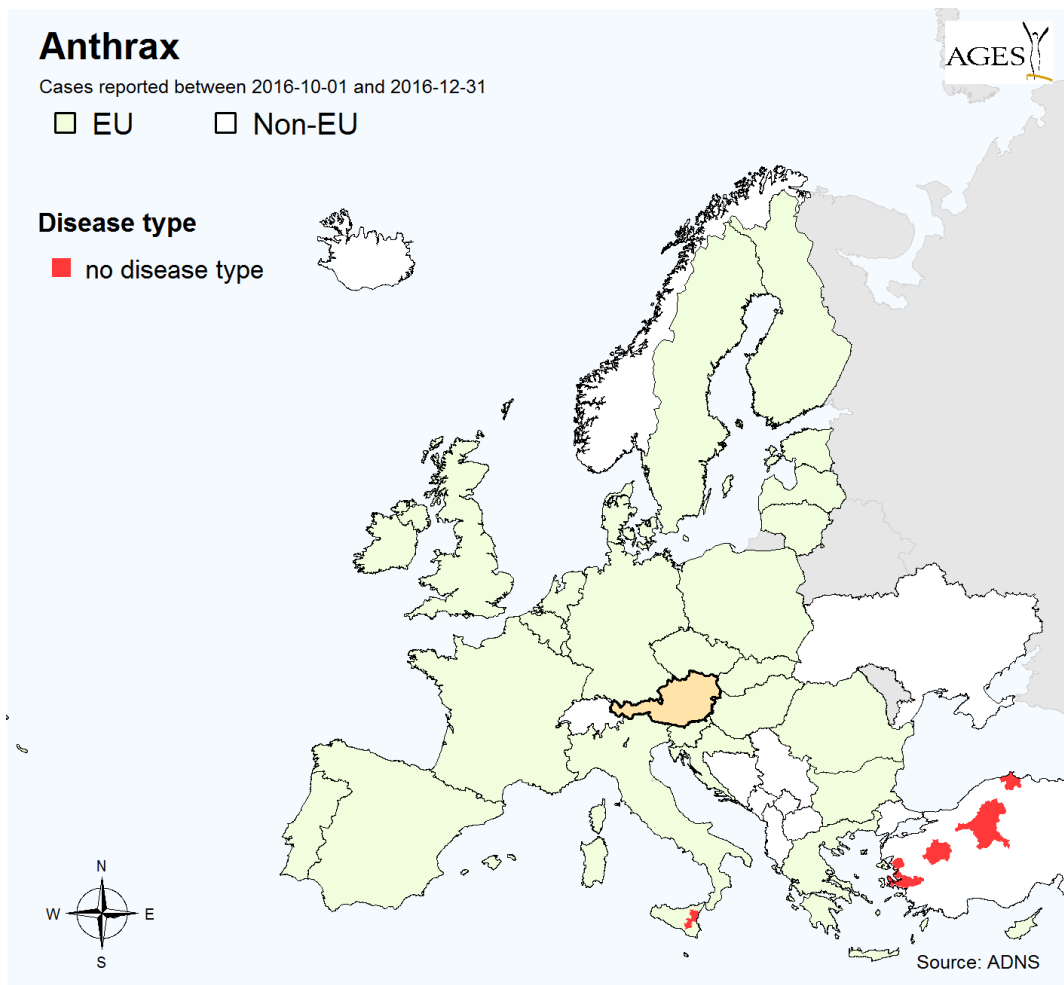 Anthrax
AGES
Cases reported between 2016-10-01 and 2016-12-31
EU Non-EU
Disease type
no disease type
N
W E
S
Source: ADNS